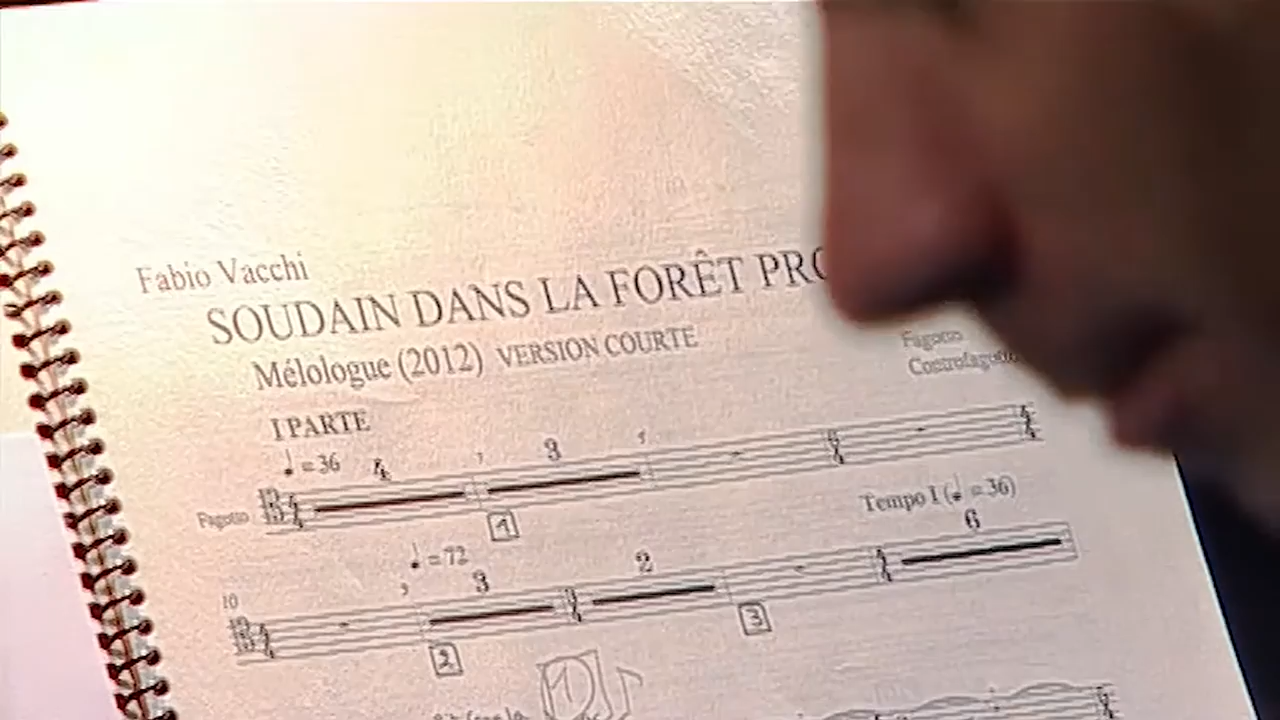 Fabio Vacchi
SOUDAIN DANS LA FORÊT PRO
Mélologue (2012) VERSION COURTE
Fagotto
Controfagotto
I PARTE
♩ = 36
4
3
Fagotto
1
Tempo I (♩ = 36)
♩ = 72
6
10
3
2
3
2